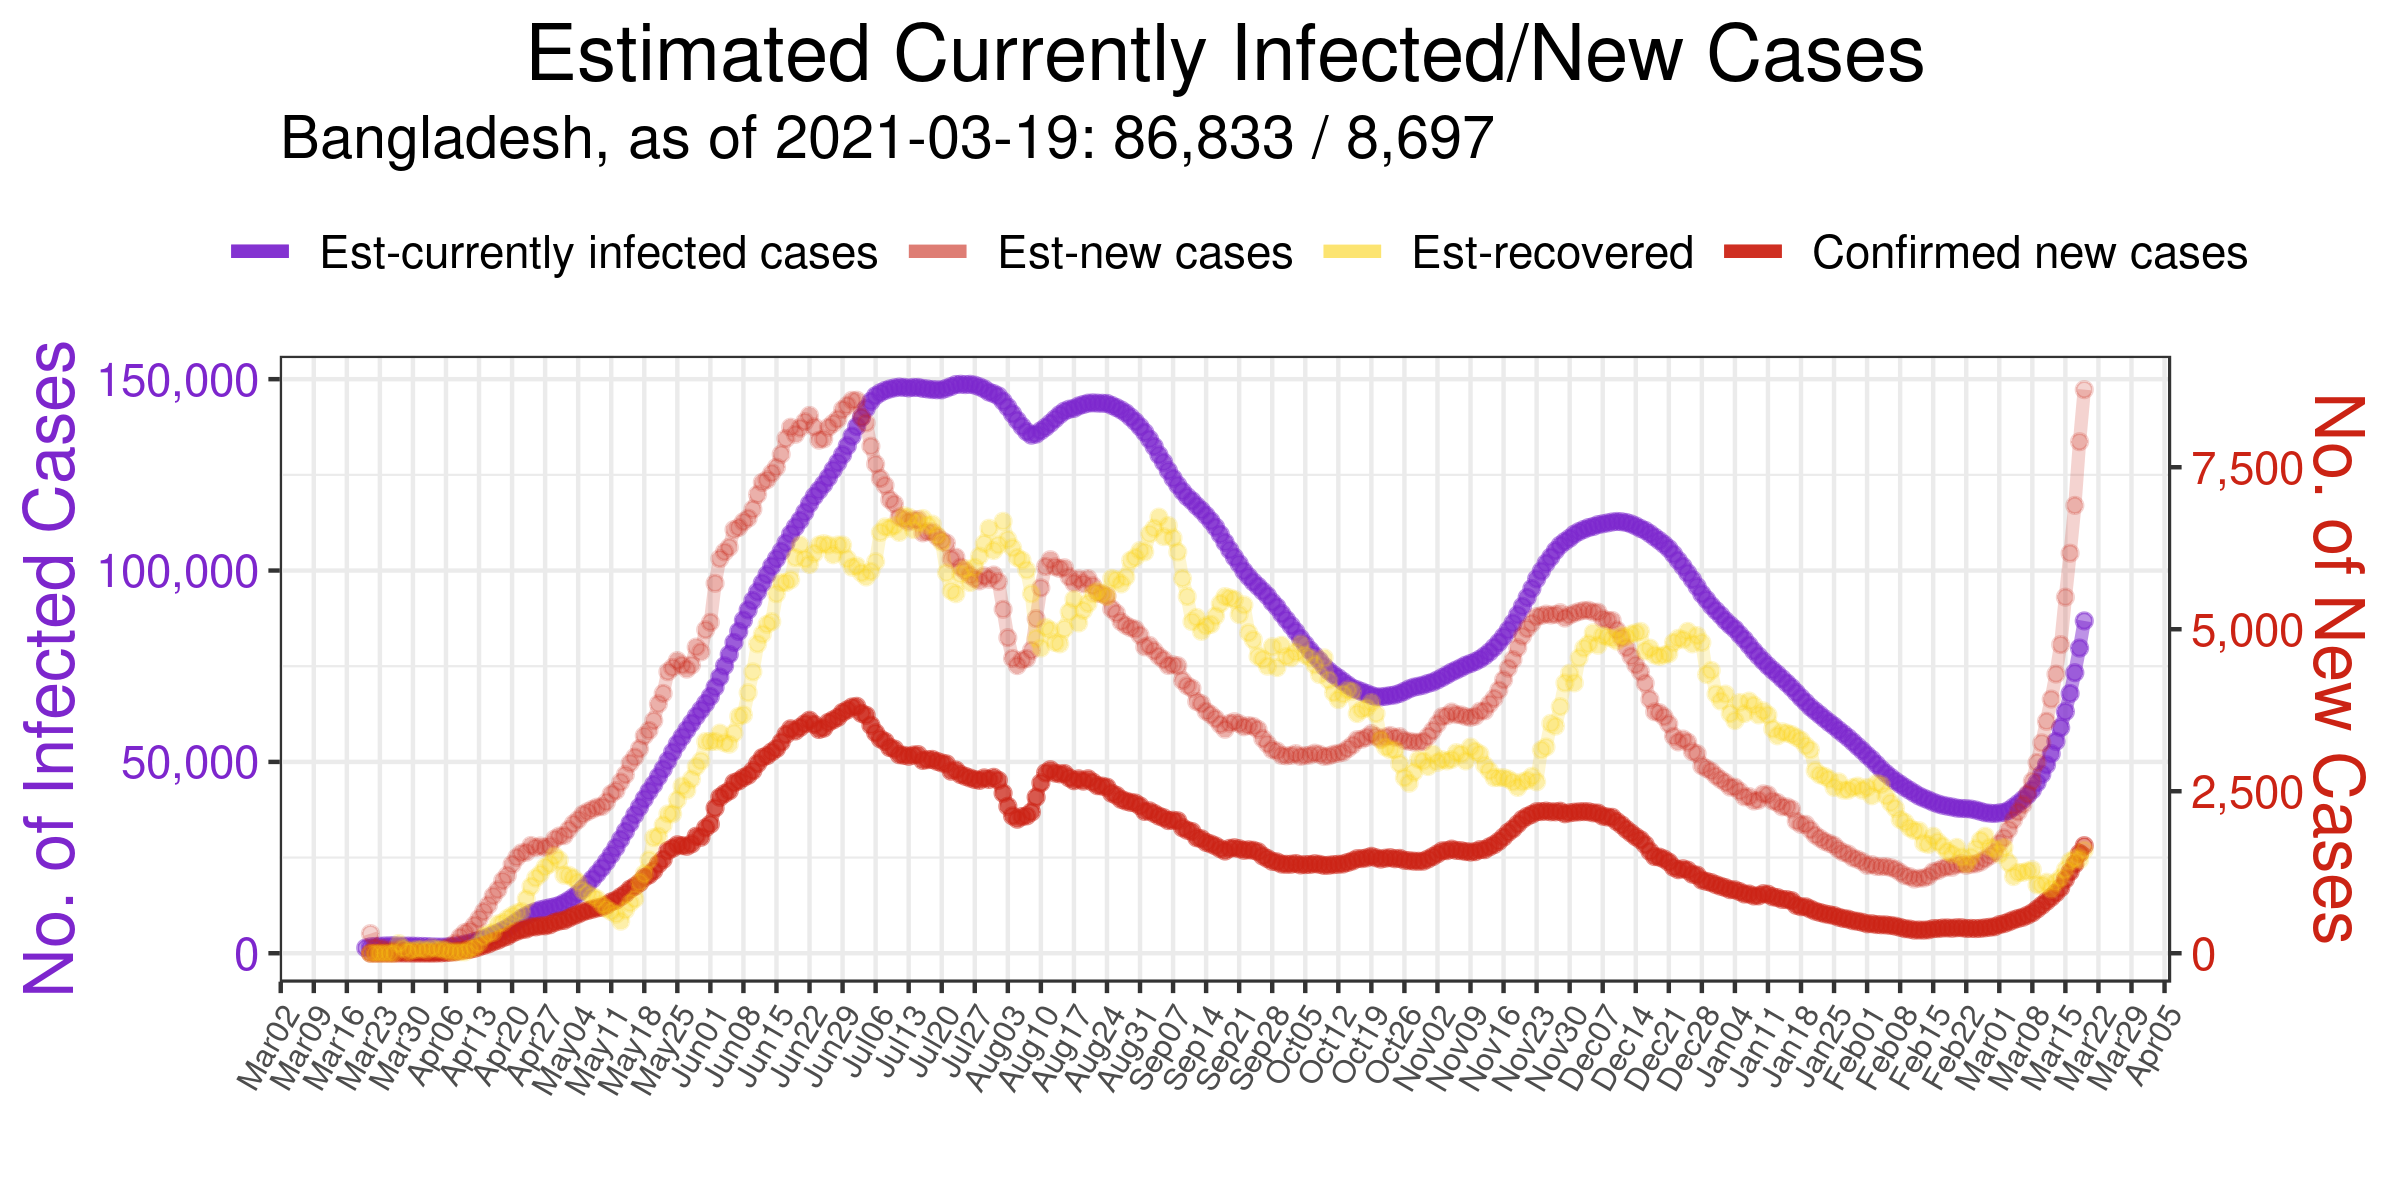 Estimated Currently Infected/New Cases
Bangladesh, as of 2021-03-19: 86,833 / 8,697
Est-currently infected cases Est-new cases Est-recovered Confirmed new cases
No. of Infected Cases
150,000
100,000
50,000
0
7,500
5,000
2,500
0
No. of New Cases
Mar02 Mar09 Mar16 Mar23 Mar30 Apr06 Apr13 Apr20 Apr27 May04 May11 May18 May25 Jun01 Jun08 Jun15 Jun22 Jun29 Jul06 Jul13 Jul20 Jul27 Aug03 Aug10 Aug17 Aug24 Aug31 Sep07 Sep14 Sep21 Sep28 Oct05 Oct12 Oct19 Oct26 Nov02 Nov09 Nov16 Nov23 Nov30 Dec07 Dec14 Dec21 Dec28 Jan04 Jan11 Jan18 Jan25 Feb01 Feb08 Feb15 Feb22 Mar01 Mar08 Mar15 Mar22 Mar29 Apr05